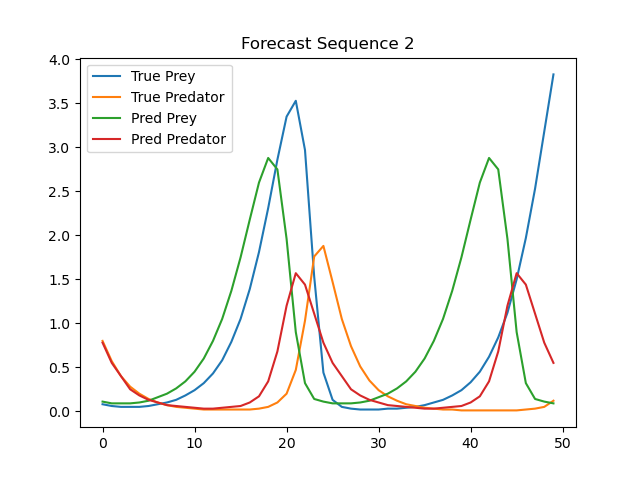 Forecast Sequence 2
True Prey
True Predator
Pred Prey
Pred Predator
4.0
3.5
3.0
2.5
2.0
1.5
1.0
0.5
0.0
0 10 20 30 40 50